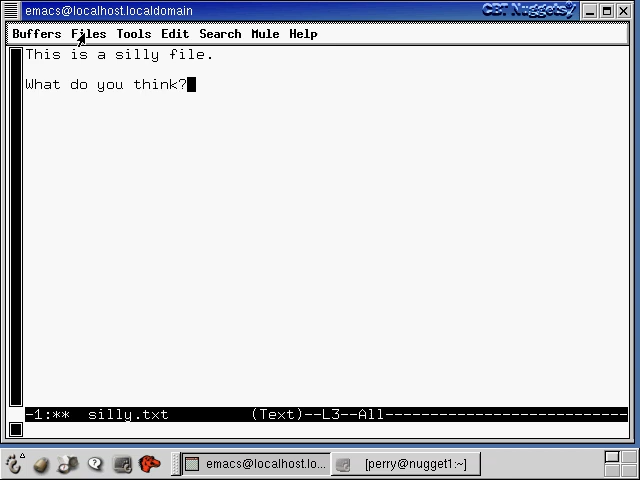 emacs@localhost.localdomain
CBT Nuggets
Buffers Files Tools Edit Search Mule Help
This is a silly file.
What do you think?
-1:** silly.txt (Text)--L3--All-----------------------------
emacs@localhost.lo...
[perry@nugget1:~]